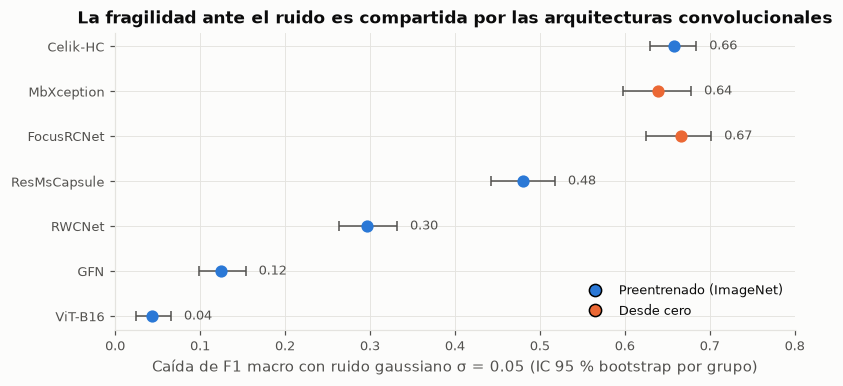 La fragilidad ante el ruido es compartida por las arquitecturas convolucionales
Celik-HC 0.66
MbXception 0.64
FocusRCNet 0.67
ResMsCapsule 0.48
RWCNet 0.30
GFN 0.12
ViT-B16 0.04
Preentrenado (ImageNet)
Desde cero
0.0 0.1 0.2 0.3 0.4 0.5 0.6 0.7 0.8
Caída de F1 macro con ruido gaussiano σ = 0.05 (IC 95 % bootstrap por grupo)